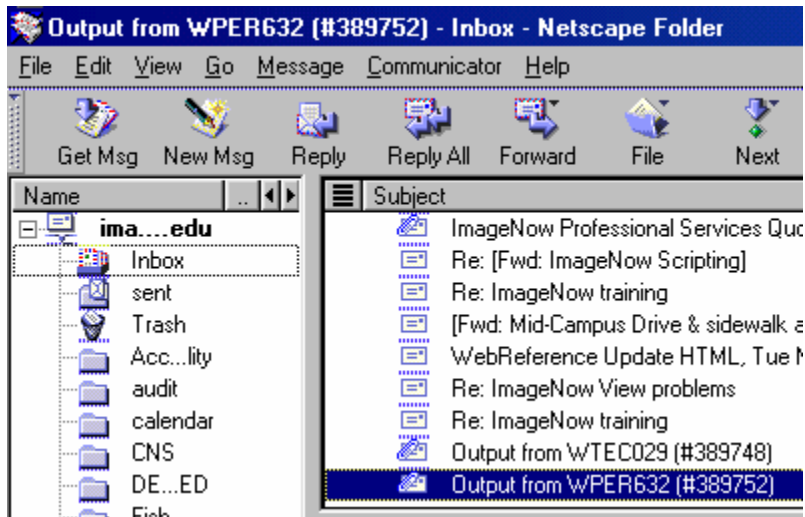 Output from WPER632 (#389752) - Inbox - Netscape Folder
File Edit View Go Message Communicator Help
Get Msg New Msg Reply Reply All Forward File Next
Name .. Subject
ima....edu
Inbox
sent
Trash
Acc...lity
audit
calendar
CNS
DE...ED
Fish
ImageNow Professional Services Quo
Re: [Fwd: ImageNow Scripting]
Re: ImageNow training
[Fwd: Mid-Campus Drive & sidewalk a
WebReference Update HTML, Tue N
Re: ImageNow View problems
Re: ImageNow training
Output from WTEC029 (#389748)
Output from WPER632 (#389752)